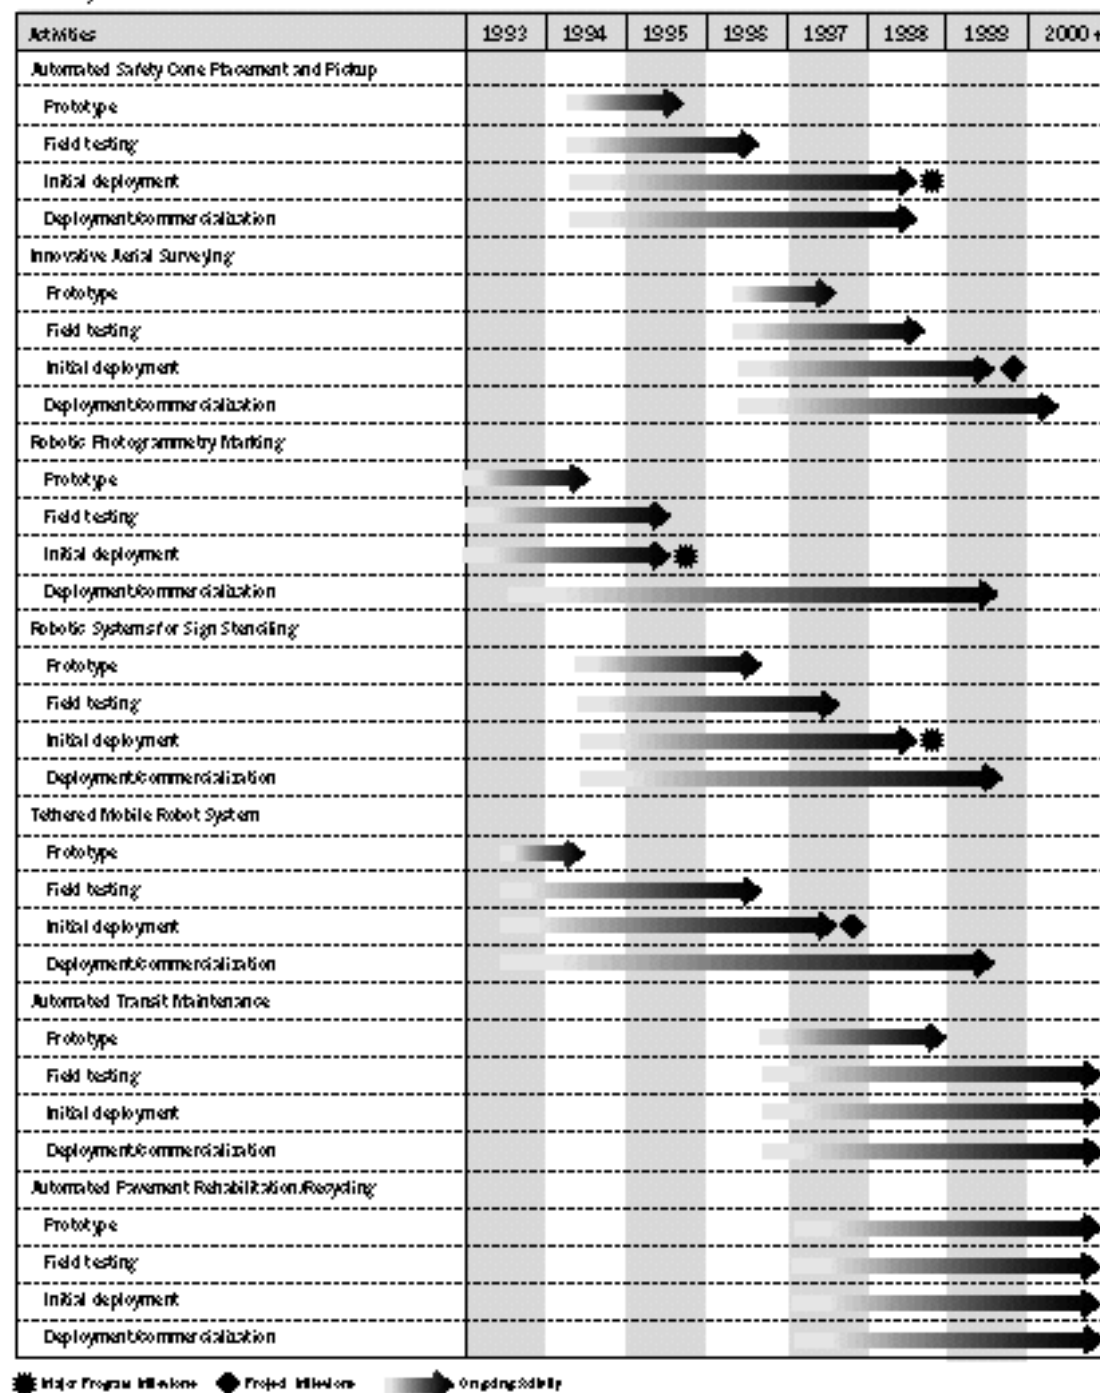 Activities 1993 1994 1995 1996 1997 1998 1999 2000 +
Automated Safety Cone Placement and Pickup
Prototype
Field testing
Initial deployment
Deployment/commercialization
Innovative Aerial Surveying
Prototype
Field testing
Initial deployment
Deployment/commercialization
Robotic Photogrammetry Marking
Prototype
Field testing
Initial deployment
Deployment/commercialization
Robotic Systems for Sign Stenciling
Prototype
Field testing
Initial deployment
Deployment/commercialization
Tethered Mobile Robot System
Prototype
Field testing
Initial deployment
Deployment/commercialization
Automated Transit Maintenance
Prototype
Field testing
Initial deployment
Deployment/commercialization
Automated Pavement Rehabilitation/Recycling
Prototype
Field testing
Initial deployment
Deployment/commercialization
Major Program Milestone Project Milestone Ongoing Activity